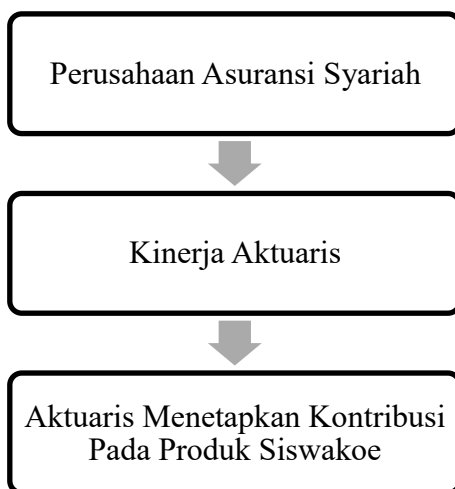 Perusahaan Asuransi Syariah
Kinerja Aktuaris
Aktuaris Menetapkan Kontribusi
Pada Produk Siswakoe